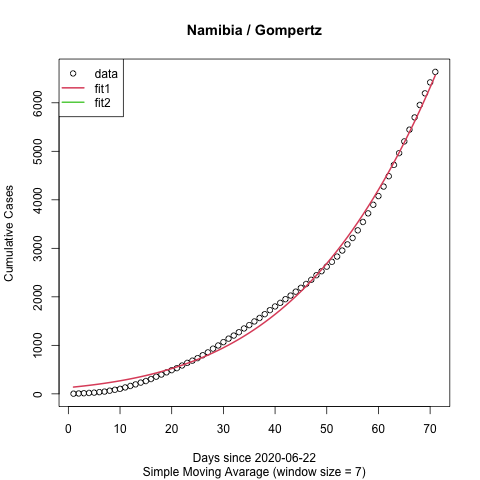 Namibia / Gompertz
data
fit1
fit2
Cumulative Cases
0
1000
2000
3000
4000
5000
6000
0 10 20 30 40 50 60 70
Days since 2020-06-22
Simple Moving Avarage (window size = 7)